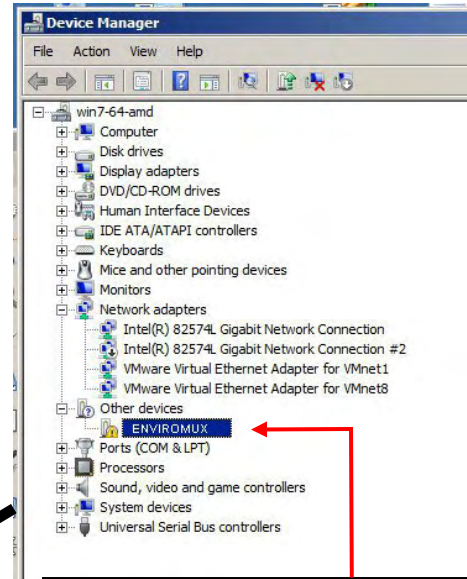 Device Manager
File Action View Help
win7-64-amd
Computer
Disk drives
Display adapters
DVD/CD-ROM drives
Human Interface Devices
IDE ATA/ATAPI controllers
Keyboards
Mice and other pointing devices
Monitors
Network adapters
Intel(R) 82574L Gigabit Network Connection
Intel(R) 82574L Gigabit Network Connection #2
VMware Virtual Ethernet Adapter for VMnet1
VMware Virtual Ethernet Adapter for VMnet8
Other devices
ENVIROMUX
Ports (COM & LPT)
Processors
Sound, video and game controllers
System devices
Universal Serial Bus controllers